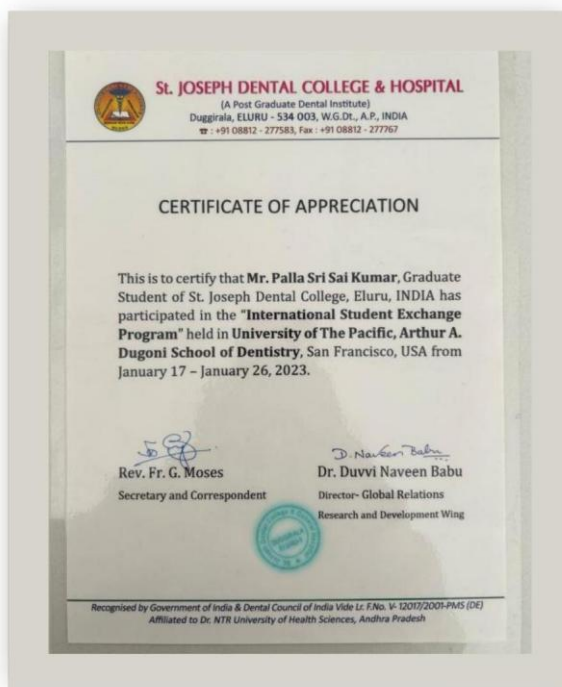 St. JOSEPH DENTAL COLLEGE & HOSPITAL
(A Post Graduate Dental Institute)
Duggirala, ELURU - 534 003, W.G.Dt., A.P., INDIA
☎ : +91 08812 - 277583, Fax : +91 08812 - 277767
CERTIFICATE OF APPRECIATION
This is to certify that Mr. Palla Sri Sai Kumar, Graduate
Student of St. Joseph Dental College, Eluru, INDIA has
participated in the "International Student Exchange
Program" held in University of The Pacific, Arthur A.
Dugoni School of Dentistry, San Francisco, USA from
January 17 – January 26, 2023.
D. Naveen Babu
Rev. Fr. G. Moses
Dr. Duvvi Naveen Babu
Secretary and Correspondent
Director- Global Relations
Research and Development Wing
Recognised by Government of India & Dental Council of India Vide Lr. F.No. V- 12017/2001-PMS (DE)
Affiliated to Dr. NTR University of Health Sciences, Andhra Pradesh